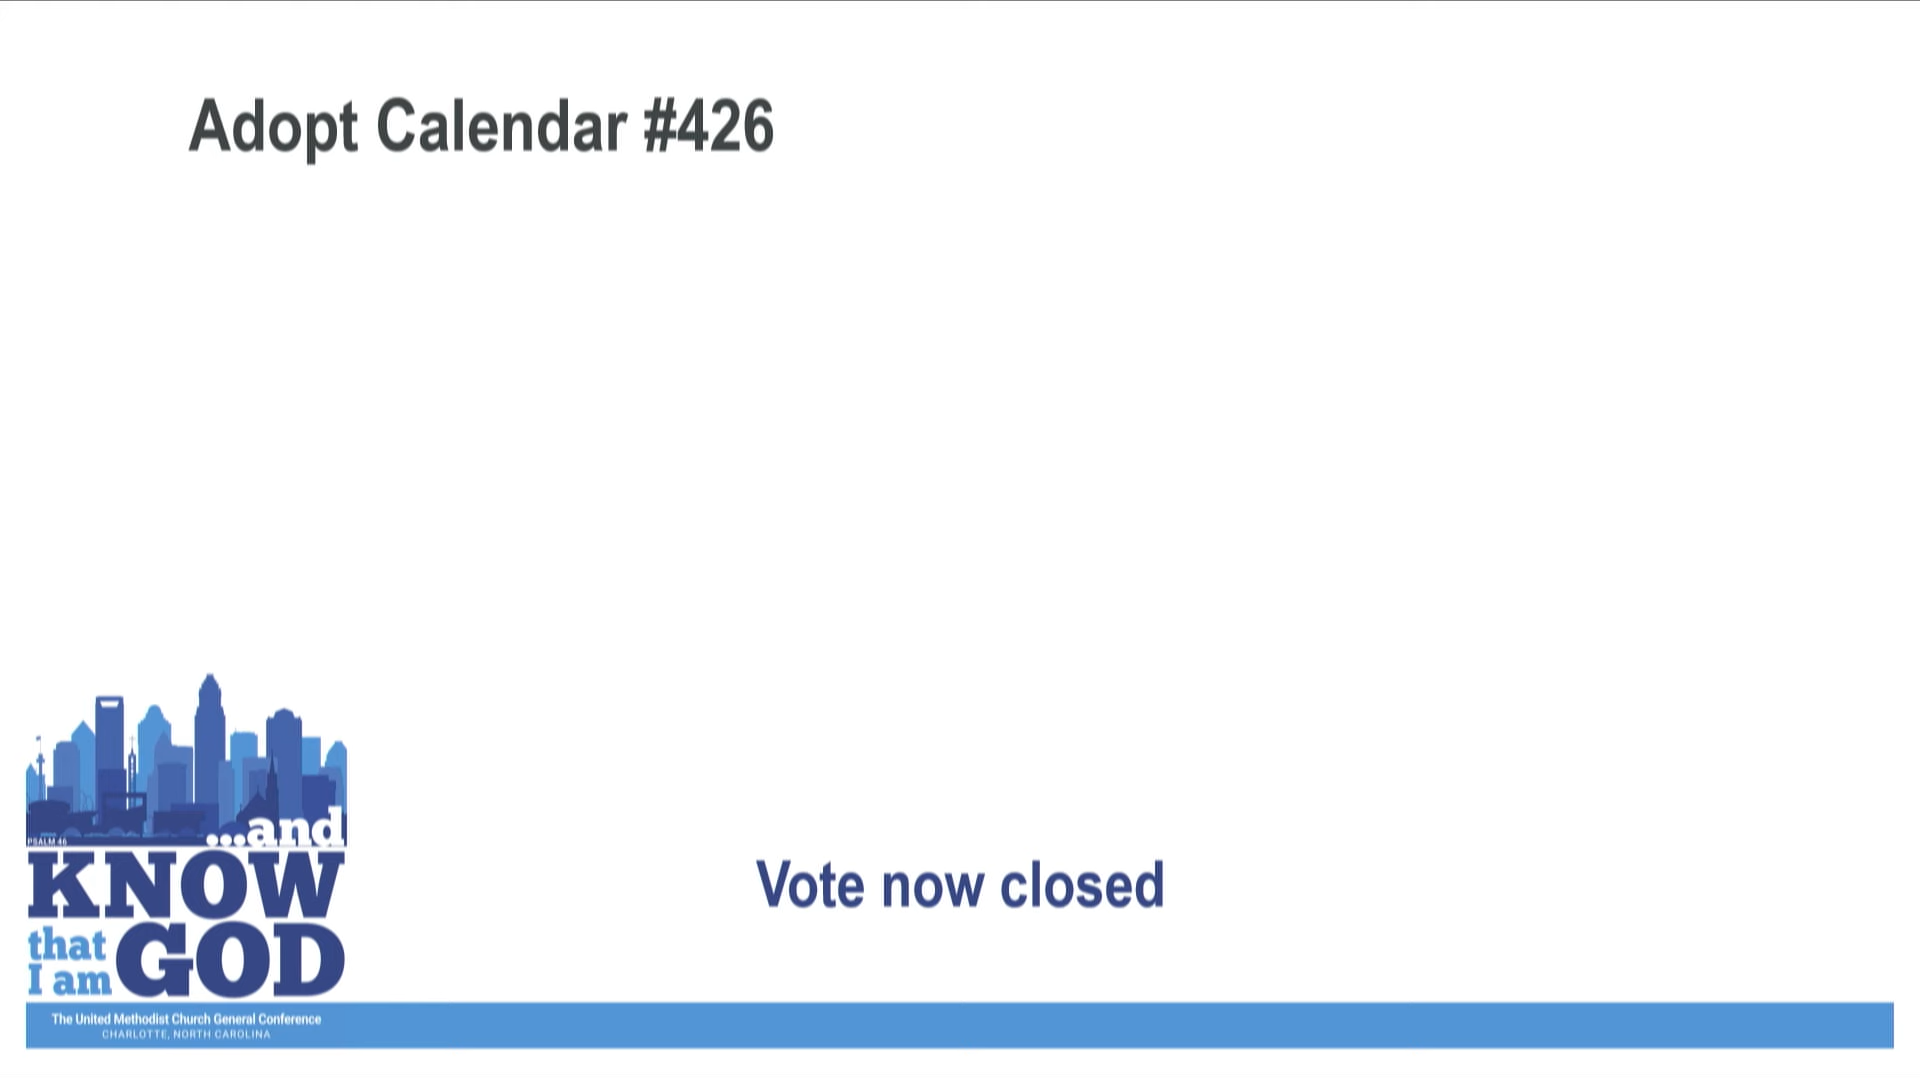 Adopt Calendar #426
...and
PSALM 46
KNOW
that
I am
GOD
Vote now closed
The United Methodist Church General Conference
CHARLOTTE, NORTH CAROLINA